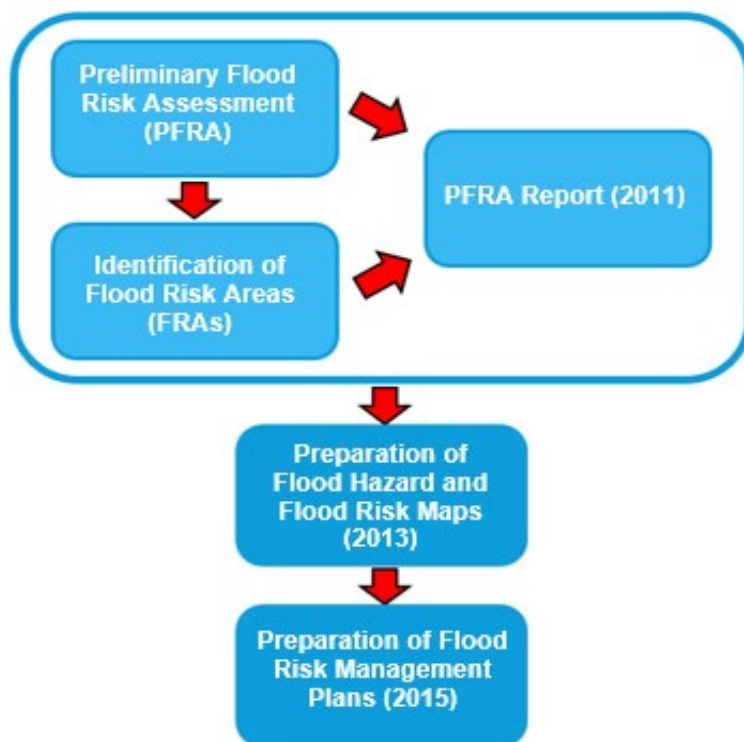 Preliminary Flood
Risk Assessment
(PFRA)
PFRA Report (2011)
Identification of
Flood Risk Areas
(FRAs)
Preparation of
Flood Hazard and
Flood Risk Maps
(2013)
Preparation of Flood
Risk Management
Plans (2015)